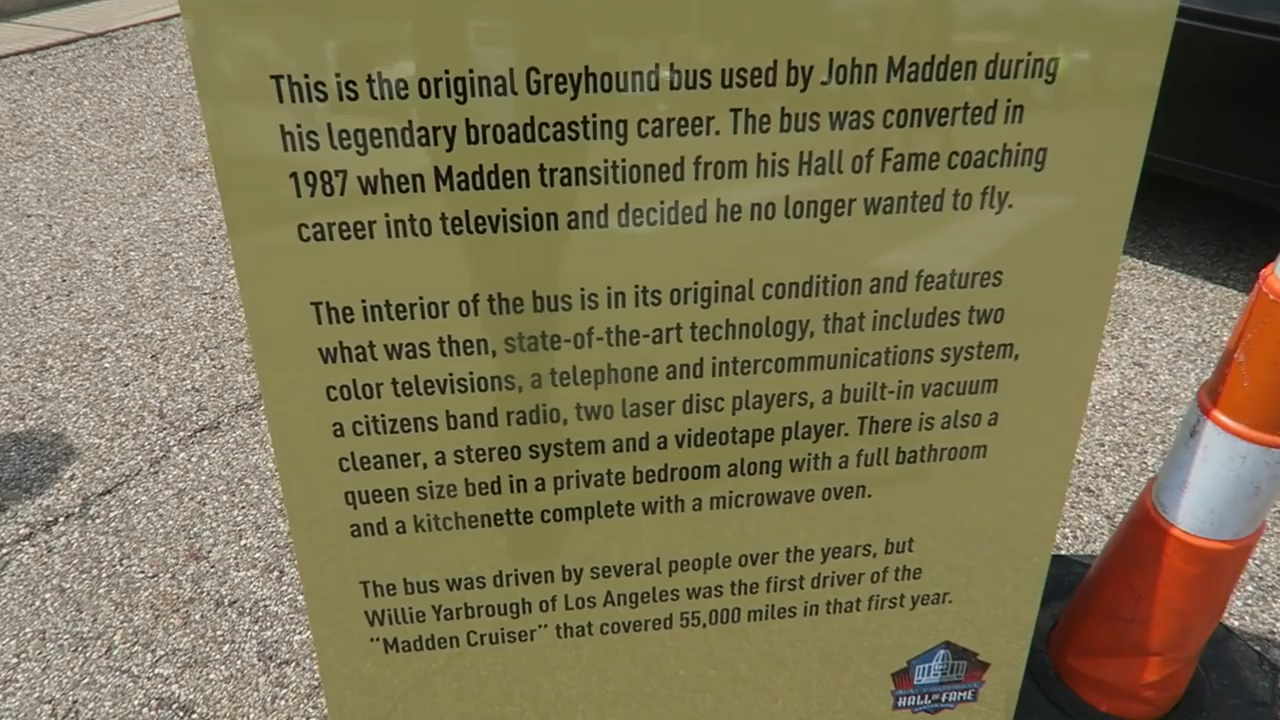 This is the original Greyhound bus used by John Madden during
his legendary broadcasting career. The bus was converted in
1987 when Madden transitioned from his Hall of Fame coaching
career into television and decided he no longer wanted to fly.
The interior of the bus is in its original condition and features
what was then, state-of-the-art technology, that includes two
color televisions, a telephone and intercommunications system,
a citizens band radio, two laser disc players, a built-in vacuum
cleaner, a stereo system and a videotape player. There is also a
queen size bed in a private bedroom along with a full bathroom
and a kitchenette complete with a microwave oven.
The bus was driven by several people over the years, but
Willie Yarbrough of Los Angeles was the first driver of the
“Madden Cruiser” that covered 55,000 miles in that first year.
HALL OF FAME